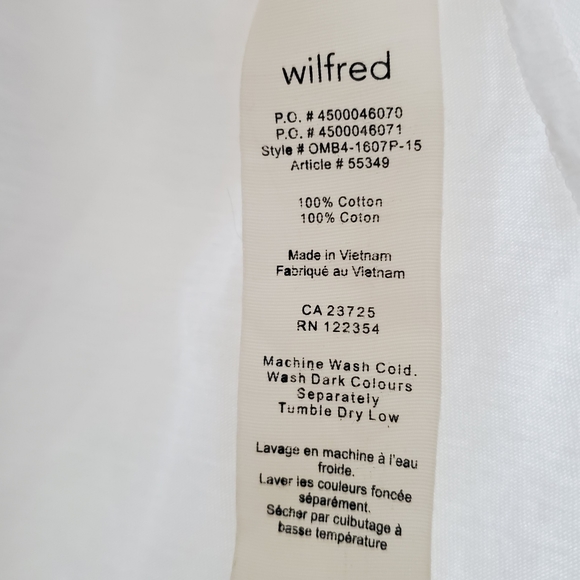 wilfred
P.O. # 4500046070
P.O. # 4500046071
Style # OMB4-1607P-15
Article # 55349
100% Cotton
100% Coton
Made in Vietnam
Fabriqué au Vietnam
CA 23725
RN 122354
Machine Wash Cold.
Wash Dark Colours
Separately
Tumble Dry Low
Lavage en machine à l'eau
froide.
Laver les couleurs foncée
séparément.
Sécher par culbutage à
basse température